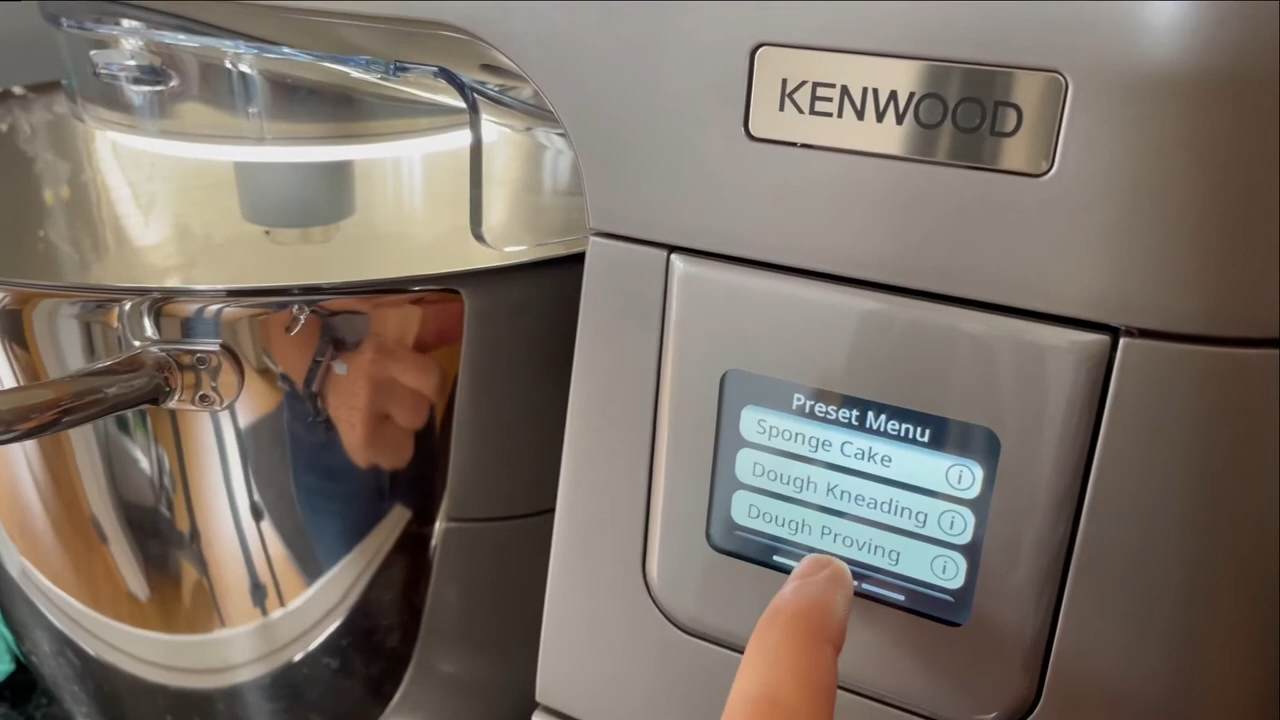 KENWOOD
Preset Menu
Sponge Cake
Dough Kneading
Dough Proving